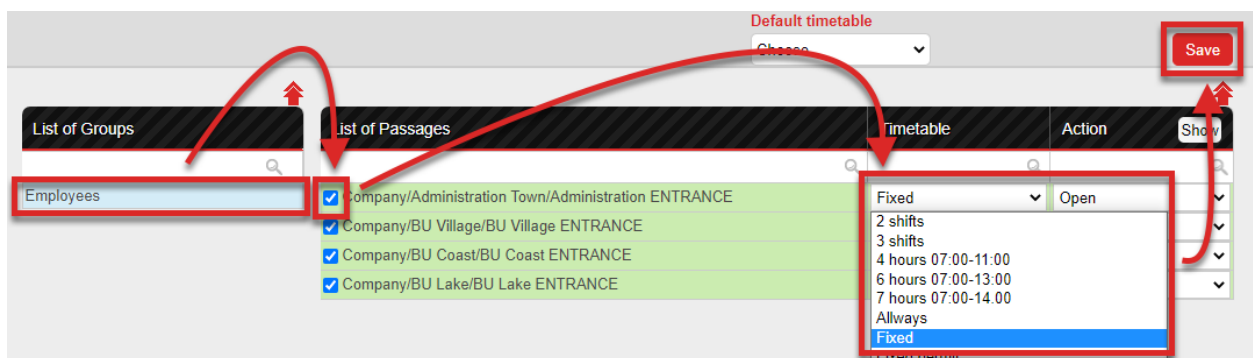 Default timetable
Choose
Save
List of Groups
List of Passages
Timetable
Action
Show
Employees
Company/Administration Town/Administration ENTRANCE
Fixed
Open
Company/BU Village/BU Village ENTRANCE
Company/BU Coast/BU Coast ENTRANCE
Company/BU Lake/BU Lake ENTRANCE
2 shifts
3 shifts
4 hours 07:00-11:00
6 hours 07:00-13:00
7 hours 07:00-14.00
Allways
Fixed